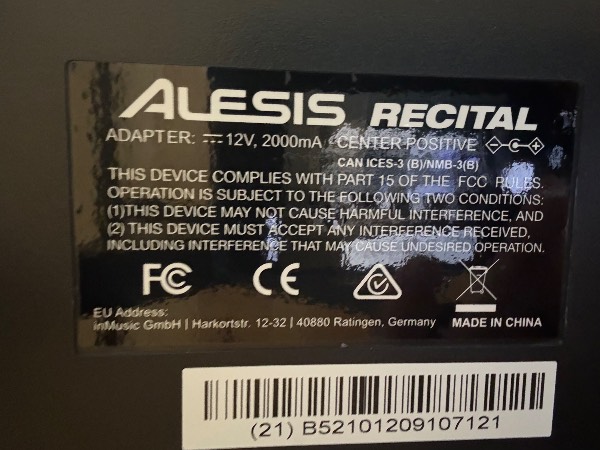 ALESIS RECITAL
ADAPTER: ⎓12V, 2000mA CENTER POSITIVE
CAN ICES-3 (B)/NMB-3(B)
THIS DEVICE COMPLIES WITH PART 15 OF THE FCC RULES.
OPERATION IS SUBJECT TO THE FOLLOWING TWO CONDITIONS:
(1)THIS DEVICE MAY NOT CAUSE HARMFUL INTERFERENCE, AND
(2) THIS DEVICE MUST ACCEPT ANY INTERFERENCE RECEIVED,
INCLUDING INTERFERENCE THAT MAY CAUSE UNDESIRED OPERATION.
FC CE
EU Address:
inMusic GmbH | Harkortstr. 12-32 | 40880 Ratingen, Germany MADE IN CHINA
(21) B52101209107121